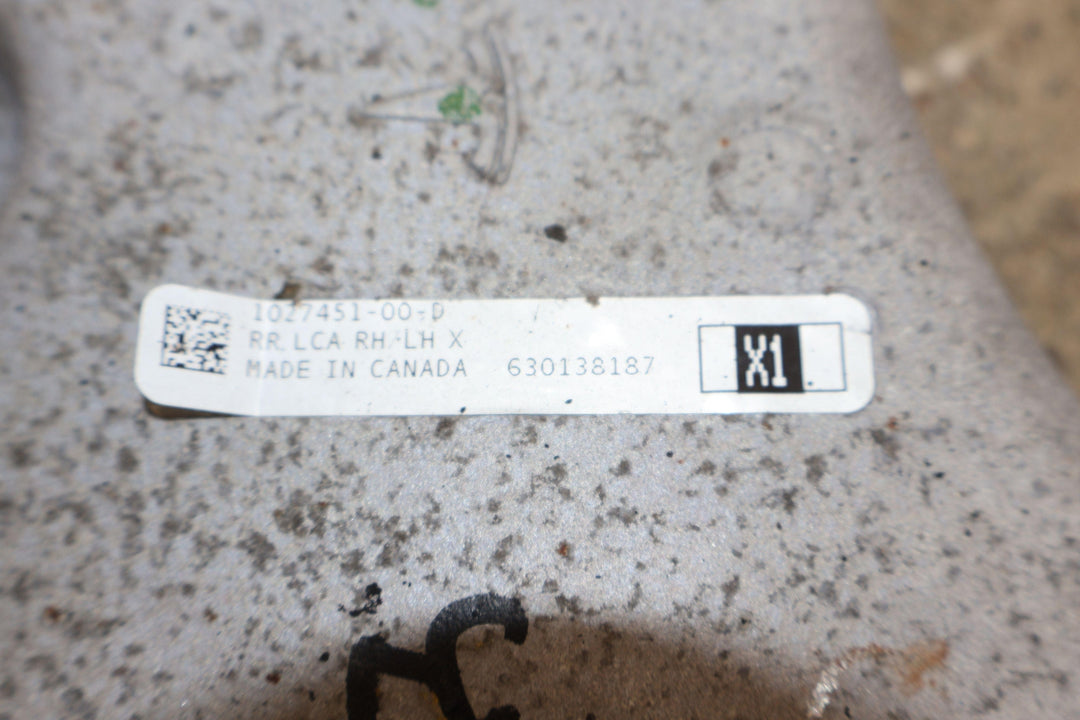 1027451-00-D
RR LCA RH/LH X
MADE IN CANADA 630138187
X1